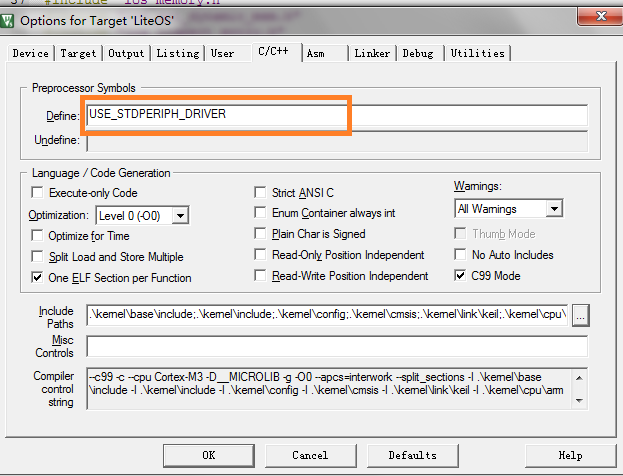 37 #include "los_memory.h"
Options for Target 'LiteOS'
Device Target Output Listing User C/C++ Asm Linker Debug Utilities
Preprocessor Symbols
Define: USE_STDPERIPH_DRIVER
Undefine:
Language / Code Generation
Execute-only Code
Strict ANSI C
Warnings:
Optimization: Level 0 (-O0)
Enum Container always int
All Warnings
Optimize for Time
Plain Char is Signed
Thumb Mode
Split Load and Store Multiple
Read-Only Position Independent
No Auto Includes
One ELF Section per Function
Read-Write Position Independent
C99 Mode
Include Paths
.\kernel\base\include;.\kernel\include;.\kernel\config;.\kernel\cmsis;.\kernel\link\keil;.\kernel\cpu\
...
Misc Controls
Compiler control string
--c99 -c --cpu Cortex-M3 -D__MICROLIB -g -O0 --apcs=interwork --split_sections -I .\kernel\base
\include -I .\kernel\include -I .\kernel\config -I .\kernel\cmsis -I .\kernel\link\keil -I .\kernel\cpu\arm
OK Cancel Defaults Help